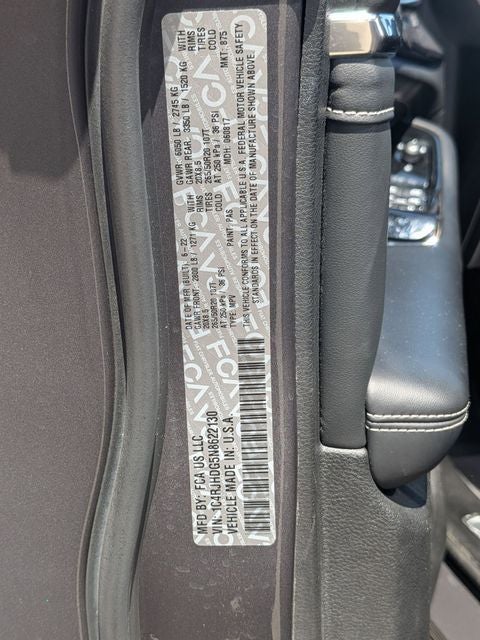 MFD BY: FCA US LLC
DATE OF MFR (BUILT): 6-22
GVWR: 6050 LB / 2745 KG
GAWR FRONT: 2800 LB / 1271 KG
WITH 20X8.5 RIMS
265/50R20 107T TIRES
AT 250 kPa / 36 PSI COLD
GAWR REAR: 3350 LB / 1520 KG
WITH 20X8.5 RIMS
265/50R20 107T TIRES
AT 250 kPa / 36 PSI COLD
VIN: 1C4RJHDG5N8622130
TYPE: MPV
PAINT: PAS
MDH: 060817
MKT: 875
VEHICLE MADE IN: U.S.A.
THIS VEHICLE CONFORMS TO ALL APPLICABLE U.S.A. FEDERAL MOTOR VEHICLE SAFETY
STANDARDS IN EFFECT ON THE DATE OF MANUFACTURE SHOWN ABOVE
FCA